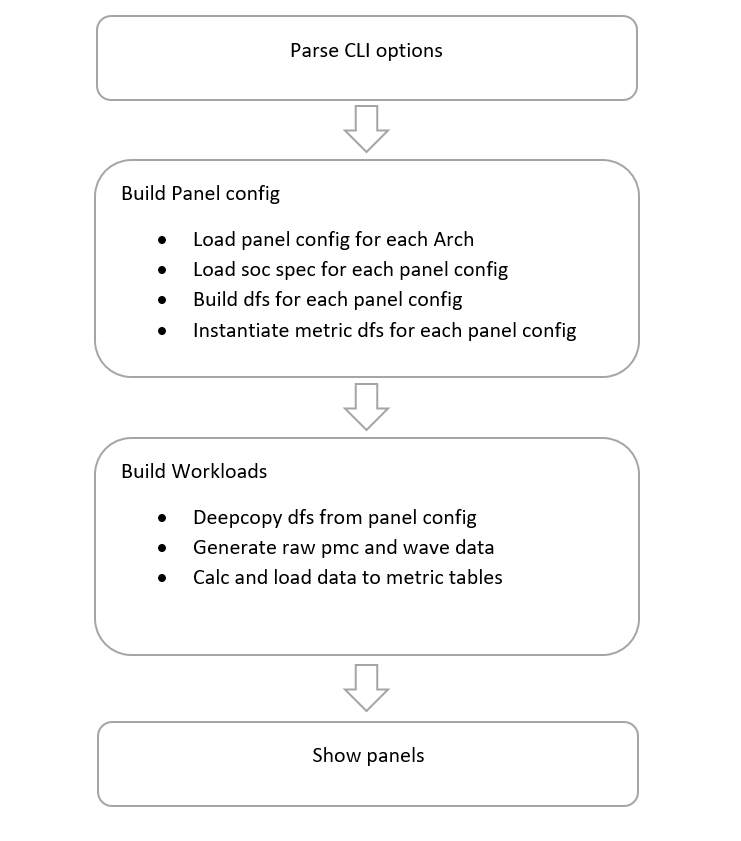 Parse CLI options
Build Panel config
• Load panel config for each Arch
• Load soc spec for each panel config
• Build dfs for each panel config
• Instantiate metric dfs for each panel config
Build Workloads
• Deepcopy dfs from panel config
• Generate raw pmc and wave data
• Calc and load data to metric tables
Show panels